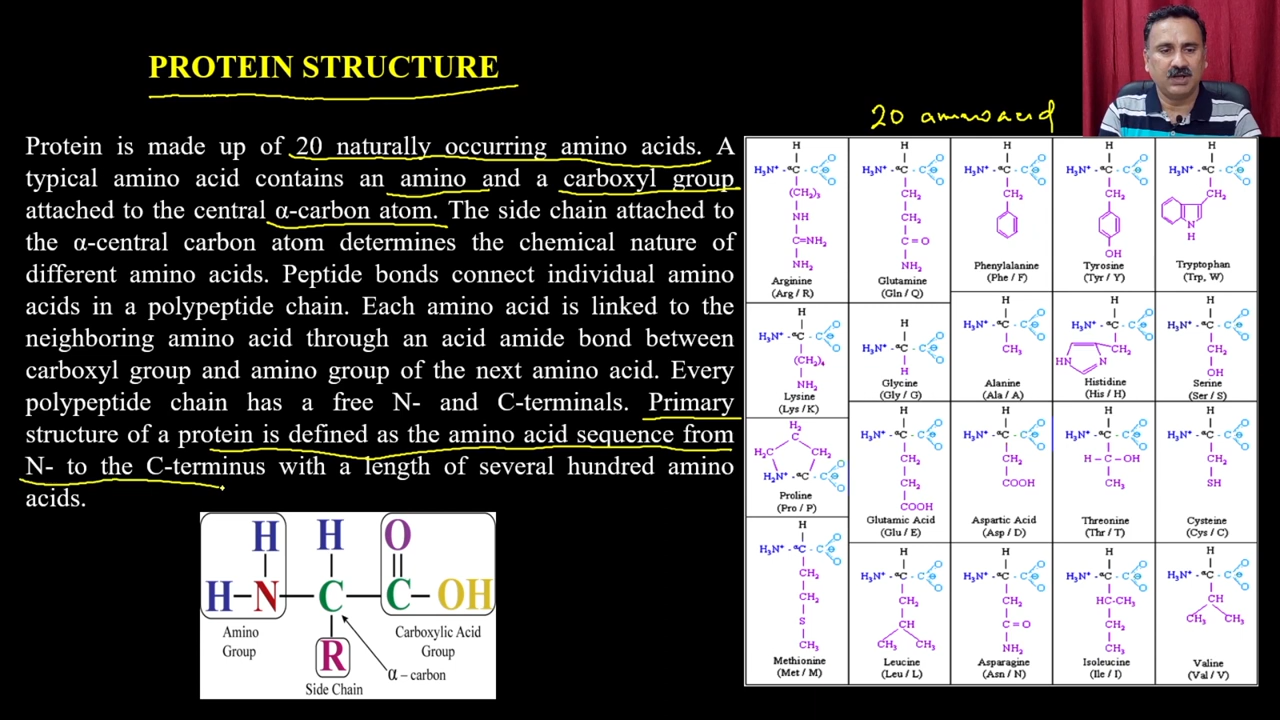 PROTEIN STRUCTURE
20 aminoacid
Protein is made up of 20 naturally occurring amino acids. A
typical amino acid contains an amino and a carboxyl group
attached to the central α-carbon atom. The side chain attached to
the α-central carbon atom determines the chemical nature of
different amino acids. Peptide bonds connect individual amino
acids in a polypeptide chain. Each amino acid is linked to the
neighboring amino acid through an acid amide bond between
carboxyl group and amino group of the next amino acid. Every
polypeptide chain has a free N- and C-terminals. Primary
structure of a protein is defined as the amino acid sequence from
N- to the C-terminus with a length of several hundred amino
acids.
H H O
H-N C C OH
Amino
Group
Carboxylic Acid
Group
R
α – carbon
Side Chain
Arginine
(Arg / R)
Glutamine
(Gln / Q)
Phenylalanine
(Phe / F)
Tyrosine
(Tyr / Y)
Tryptophan
(Trp, W)
Lysine
(Lys / K)
Glycine
(Gly / G)
Alanine
(Ala / A)
Histidine
(His / H)
Serine
(Ser / S)
Proline
(Pro / P)
Glutamic Acid
(Glu / E)
Aspartic Acid
(Asp / D)
Threonine
(Thr / T)
Cysteine
(Cys / C)
Methionine
(Met / M)
Leucine
(Leu / L)
Asparagine
(Asn / N)
Isoleucine
(Ile / I)
Valine
(Val / V)